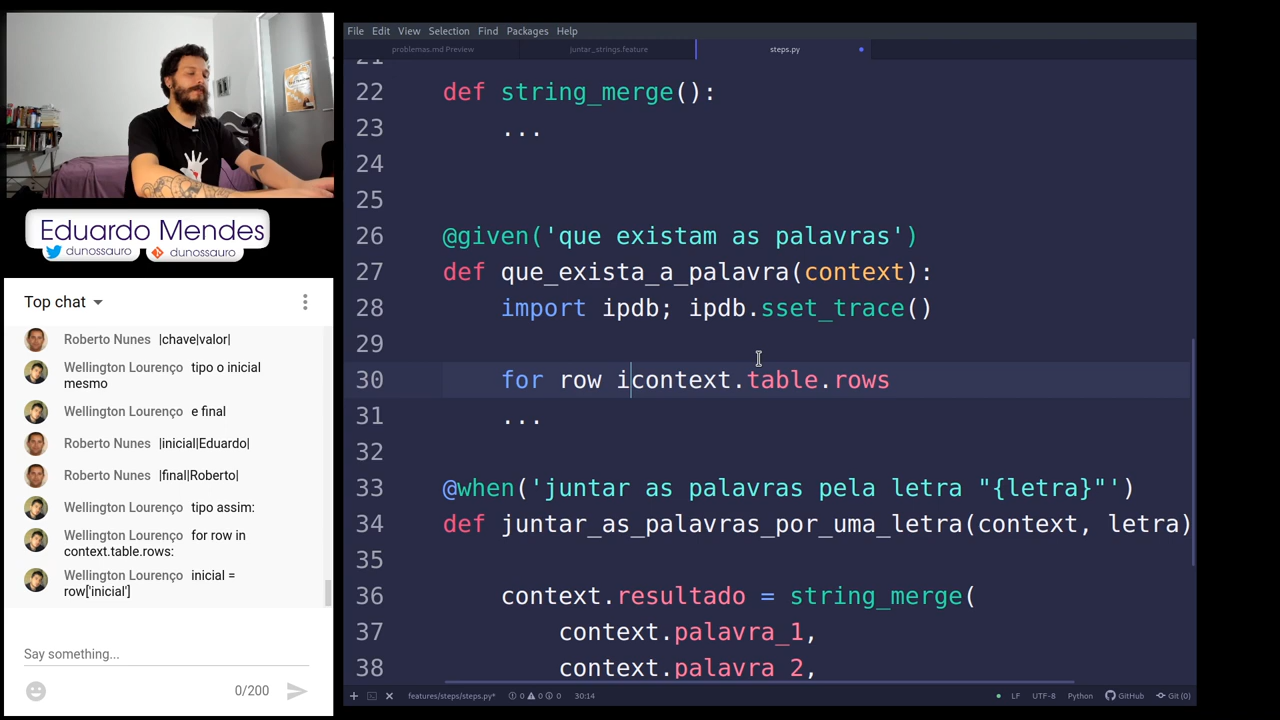 File Edit View Selection Find Packages Help
problemas.md Preview
juntar_strings.feature
steps.py
21
22 def string_merge():
23 ...
24
25
26 @given('que existam as palavras')
27 def que_exista_a_palavra(context):
28 import ipdb; ipdb.sset_trace()
29
30 for row icontext.table.rows
31 ...
32
33 @when('juntar as palavras pela letra "{letra}"')
34 def juntar_as_palavras_por_uma_letra(context, letra)
35
36 context.resultado = string_merge(
37 context.palavra_1,
38 context.palavra_2,
features/steps/steps.py* 0 0 0 30:14
LF UTF-8 Python GitHub Git (0)
Eduardo Mendes
dunossauro dunossauro
Top chat
Roberto Nunes |chave|valor|
Wellington Lourenço tipo o inicial
mesmo
Wellington Lourenço e final
Roberto Nunes |inicial|Eduardo|
Roberto Nunes |final|Roberto|
Wellington Lourenço tipo assim:
Wellington Lourenço for row in
context.table.rows:
Wellington Lourenço inicial =
row['inicial']
Say something...
0/200